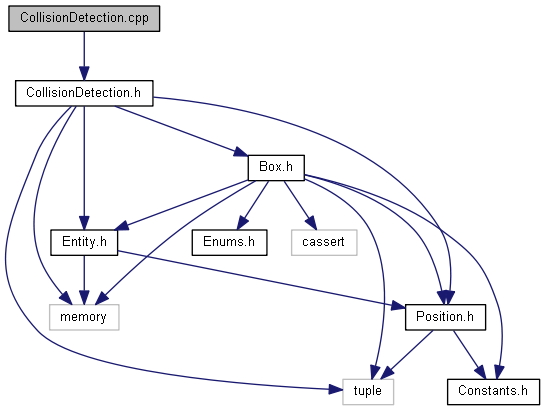 CollisionDetection.cpp
CollisionDetection.h
Box.h
Entity.h
Enums.h
cassert
memory
Position.h
tuple
Constants.h